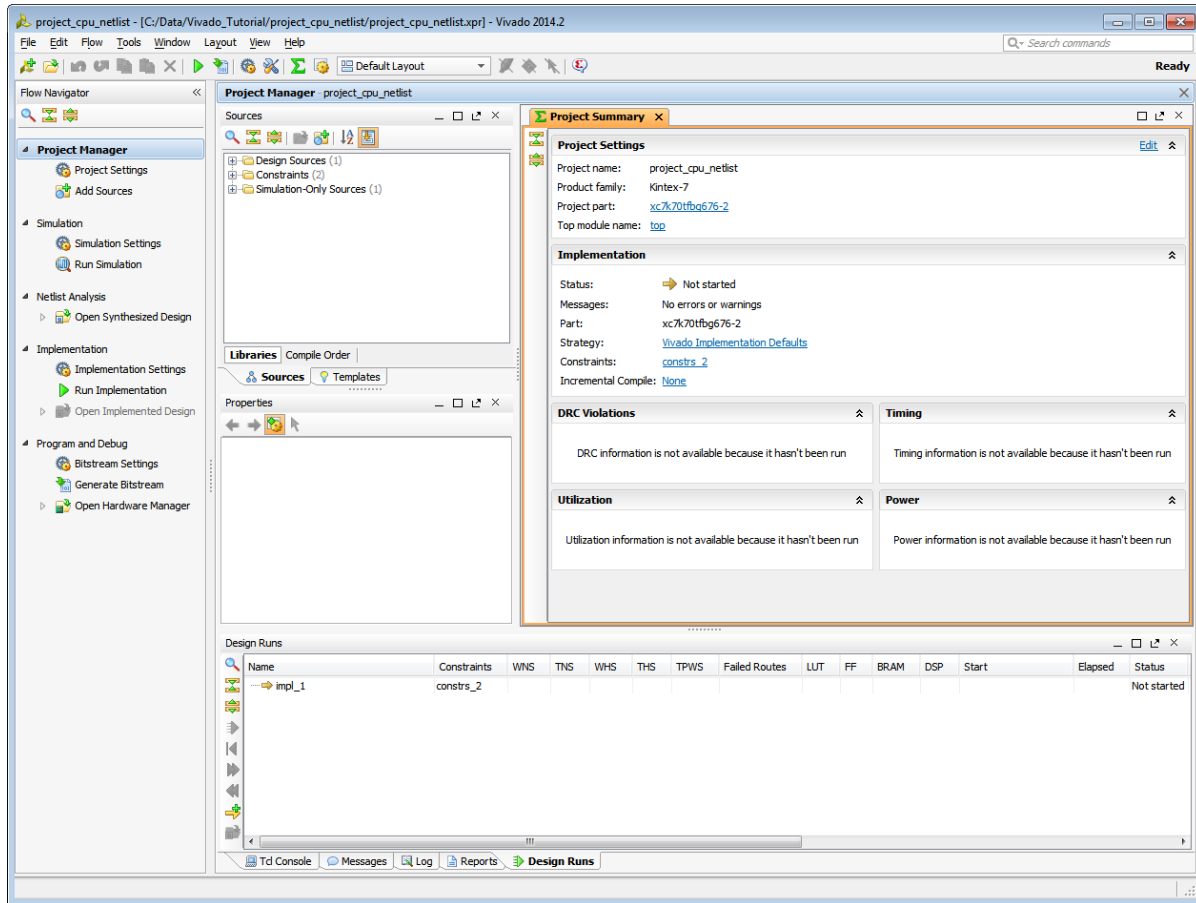 project_cpu_netlist - [C:/Data/Vivado_Tutorial/project_cpu_netlist/project_cpu_netlist.xpr] - Vivado 2014.2
File Edit Flow Tools Window Layout View Help
Search commands
Default Layout
Ready
Flow Navigator
Project Manager
Project Settings
Add Sources
Simulation
Simulation Settings
Run Simulation
Netlist Analysis
Open Synthesized Design
Implementation
Implementation Settings
Run Implementation
Open Implemented Design
Program and Debug
Bitstream Settings
Generate Bitstream
Open Hardware Manager
Project Manager - project_cpu_netlist
Sources
Design Sources (1)
Constraints (2)
Simulation-Only Sources (1)
Libraries Compile Order
Sources Templates
Properties
Project Summary
Project Settings Edit
Project name: project_cpu_netlist
Product family: Kintex-7
Project part: xc7k70tfbg676-2
Top module name: top
Implementation
Status: Not started
Messages: No errors or warnings
Part: xc7k70tfbg676-2
Strategy: Vivado Implementation Defaults
Constraints: constrs_2
Incremental Compile: None
DRC Violations
DRC information is not available because it hasn't been run
Timing
Timing information is not available because it hasn't been run
Utilization
Utilization information is not available because it hasn't been run
Power
Power information is not available because it hasn't been run
Design Runs
Name Constraints WNS TNS WHS THS TPWS Failed Routes LUT FF BRAM DSP Start Elapsed Status
impl_1 constrs_2 Not started
Tcl Console Messages Log Reports Design Runs